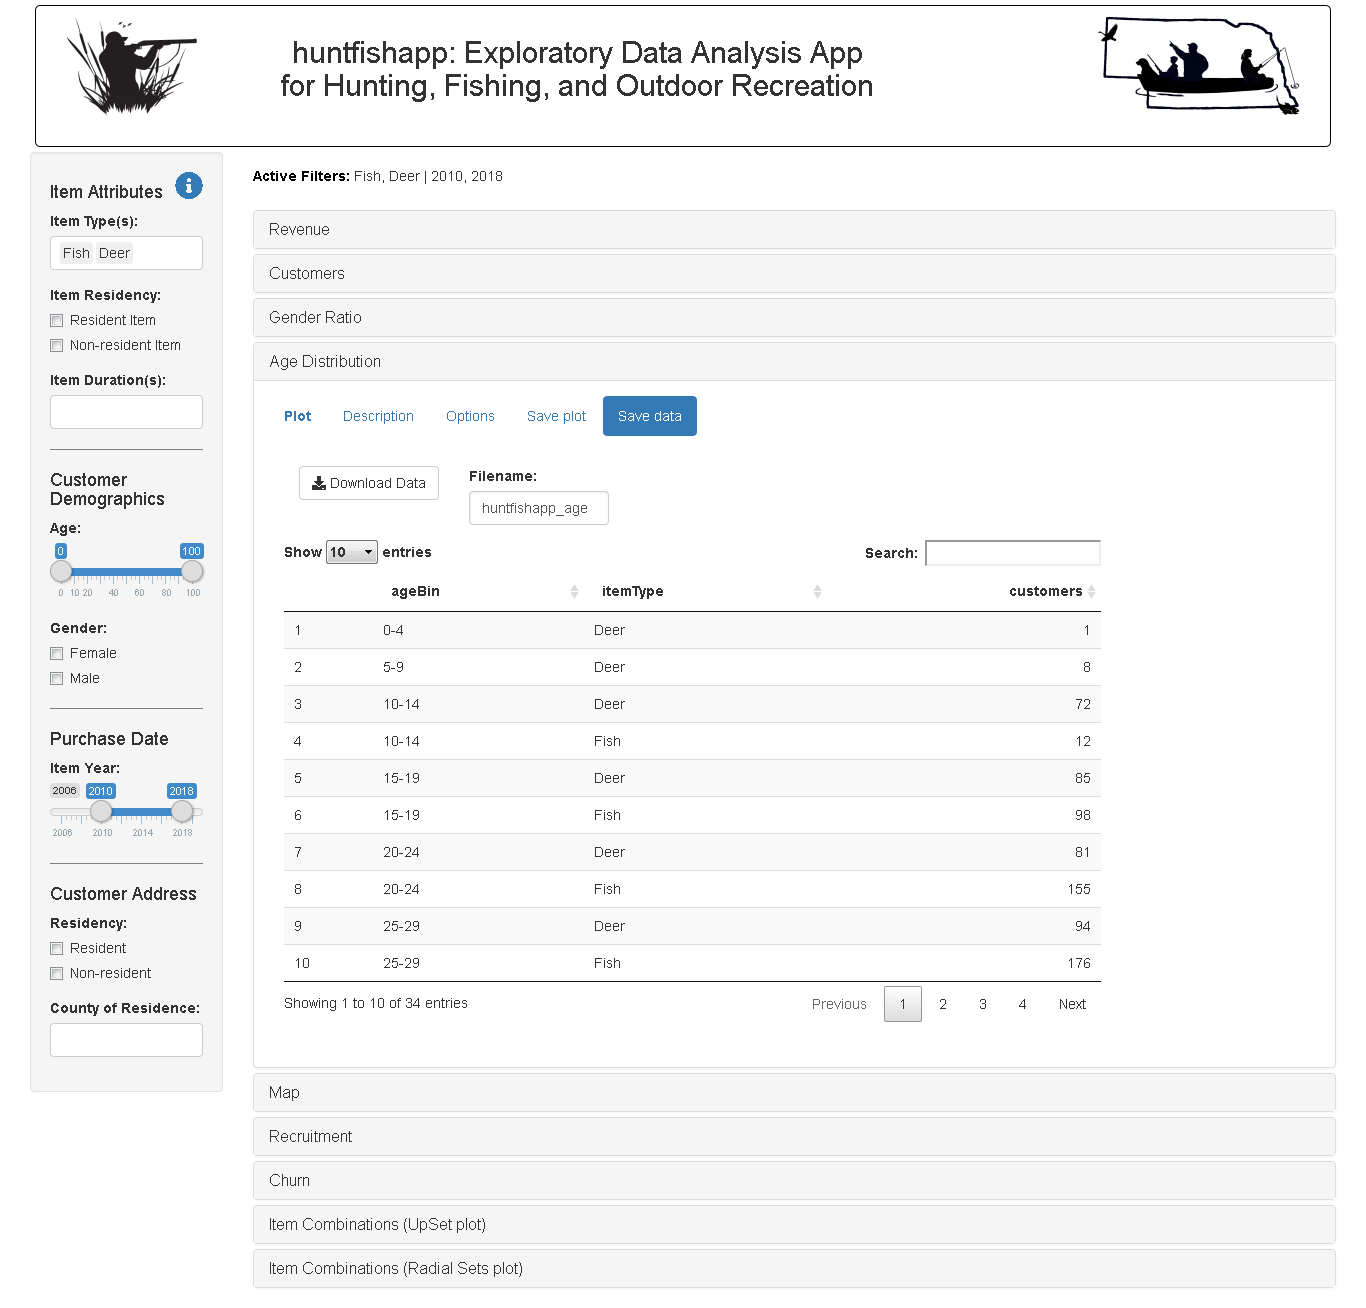 huntfishapp: Exploratory Data Analysis App
for Hunting, Fishing, and Outdoor Recreation
Item Attributes
Item Type(s):
Fish Deer
Item Residency:
Resident Item
Non-resident Item
Item Duration(s):
Customer
Demographics
Age:
0 100
0 10 20 40 60 80 100
Gender:
Female
Male
Purchase Date
Item Year:
2006 2010 2018
2006 2010 2014 2018
Customer Address
Residency:
Resident
Non-resident
County of Residence:
Active Filters: Fish, Deer | 2010, 2018
Revenue
Customers
Gender Ratio
Age Distribution
Plot Description Options Save plot Save data
Download Data
Filename:
huntfishapp_age
Show 10 entries
Search:
ageBin itemType customers
1 0-4 Deer 1
2 5-9 Deer 8
3 10-14 Deer 72
4 10-14 Fish 12
5 15-19 Deer 85
6 15-19 Fish 98
7 20-24 Deer 81
8 20-24 Fish 155
9 25-29 Deer 94
10 25-29 Fish 176
Showing 1 to 10 of 34 entries
Previous 1 2 3 4 Next
Map
Recruitment
Churn
Item Combinations (UpSet plot)
Item Combinations (Radial Sets plot)